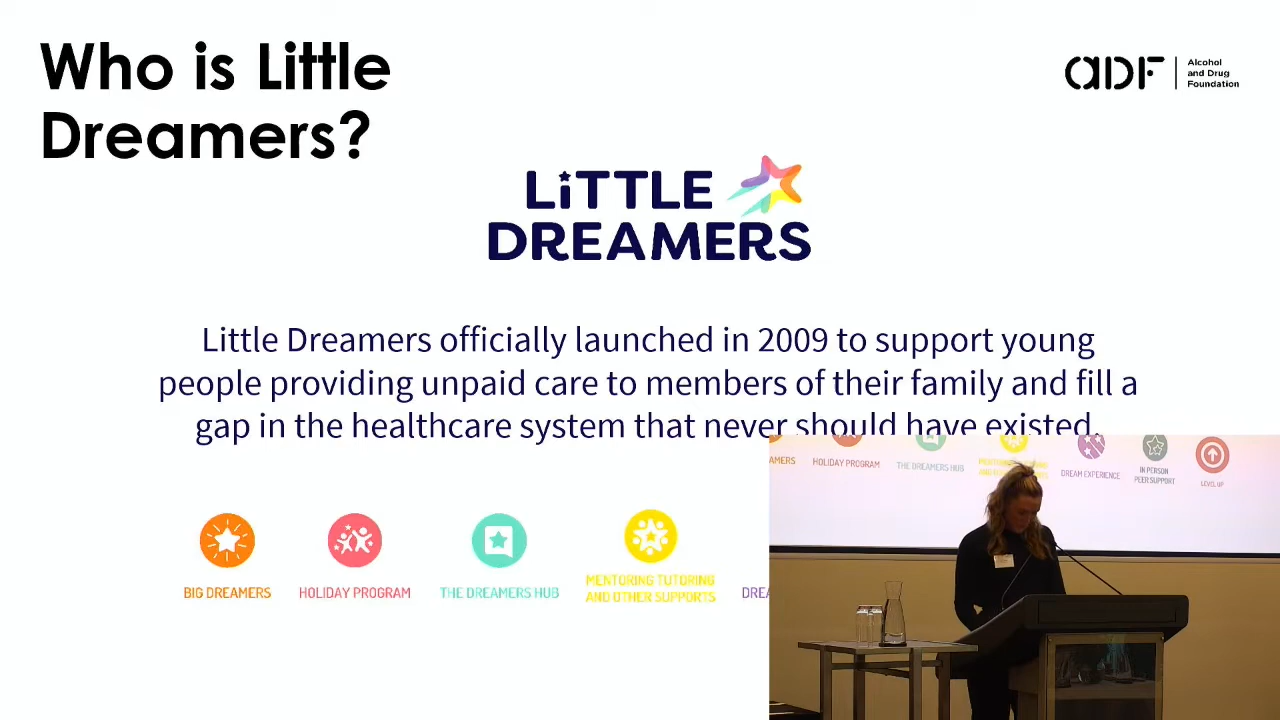 Who is Little
Dreamers?
aDF
Alcohol
and Drug
Foundation
LiTTLE
DREAMERS
Little Dreamers officially launched in 2009 to support young
people providing unpaid care to members of their family and fill a
gap in the healthcare system that never should have existed.
BIG DREAMERS
HOLIDAY PROGRAM
THE DREAMERS HUB
MENTORING TUTORING
AND OTHER SUPPORTS
DREA
AMERS
HOLIDAY PROGRAM
THE DREAMERS HUB
DREAM EXPERIENCE
IN PERSON
PEER SUPPORT
LEVEL UP